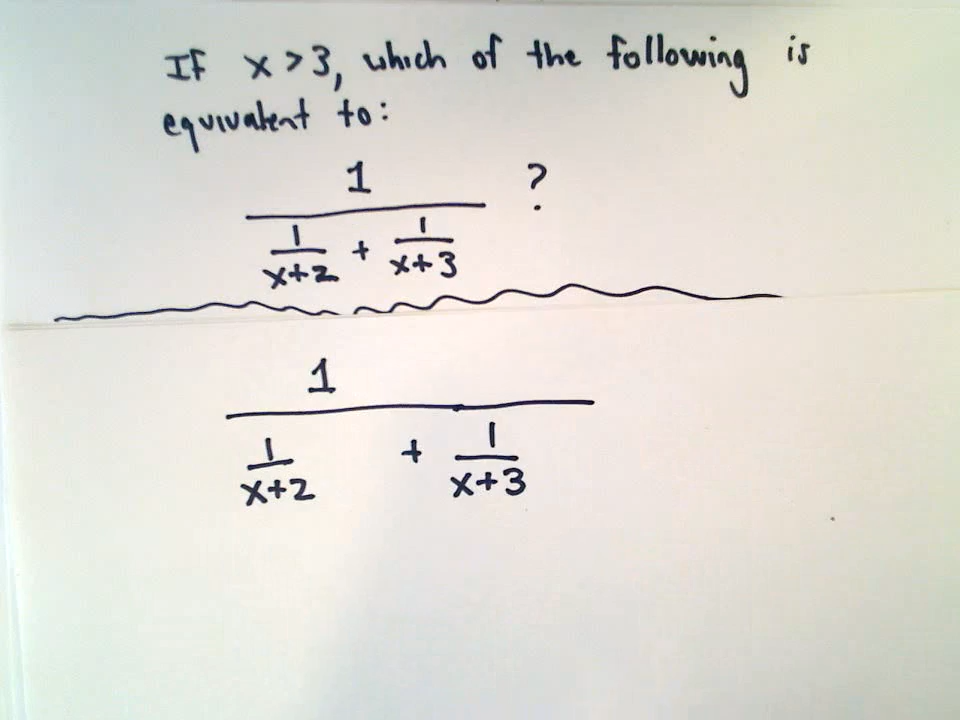 If x > 3, which of the following is
equivalent to:
1
?
1 + 1
x+2 x+3
1
1 + 1
x+2 x+3